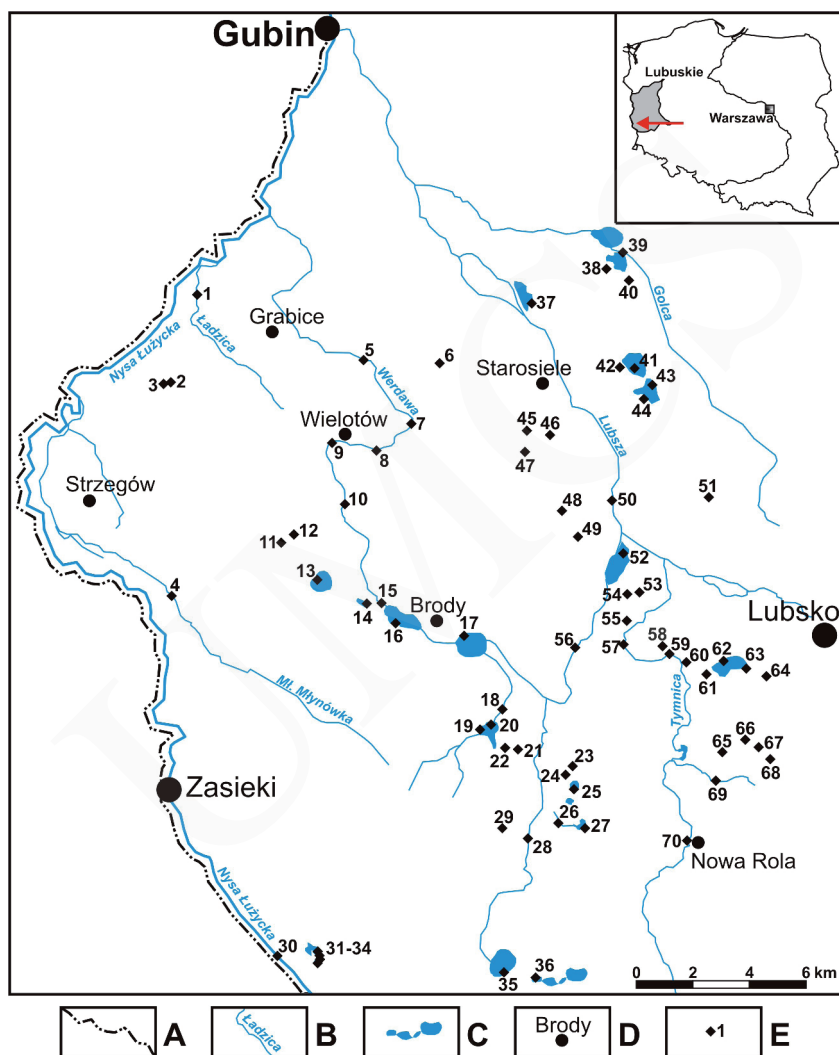 Gubin
Lubuskie
Warszawa
39
38
40
Golca
37
1
Nysa Łużycka
Ładzica
Grabice
5
6
Werdawa
Starosiele
42
41
43
44
3
2
Wielotów
7
45
46
Lubsza
9
8
47
Strzegów
10
48
50
51
12
11
49
52
13
4
15
14
Brody
16
17
54
53
Lubsko
55
58
56
57
59
60
62
63
61
64
Mł. Młynówka
18
Tymnica
19
20
22
21
66
65
67
68
23
24
25
69
Zasieki
26
29
27
28
70
Nowa Rola
Nysa Łużycka
30
31-34
35
36
0 2 4 6 km
A
Ładzica
B
C
Brody
D
1
E
UMCS